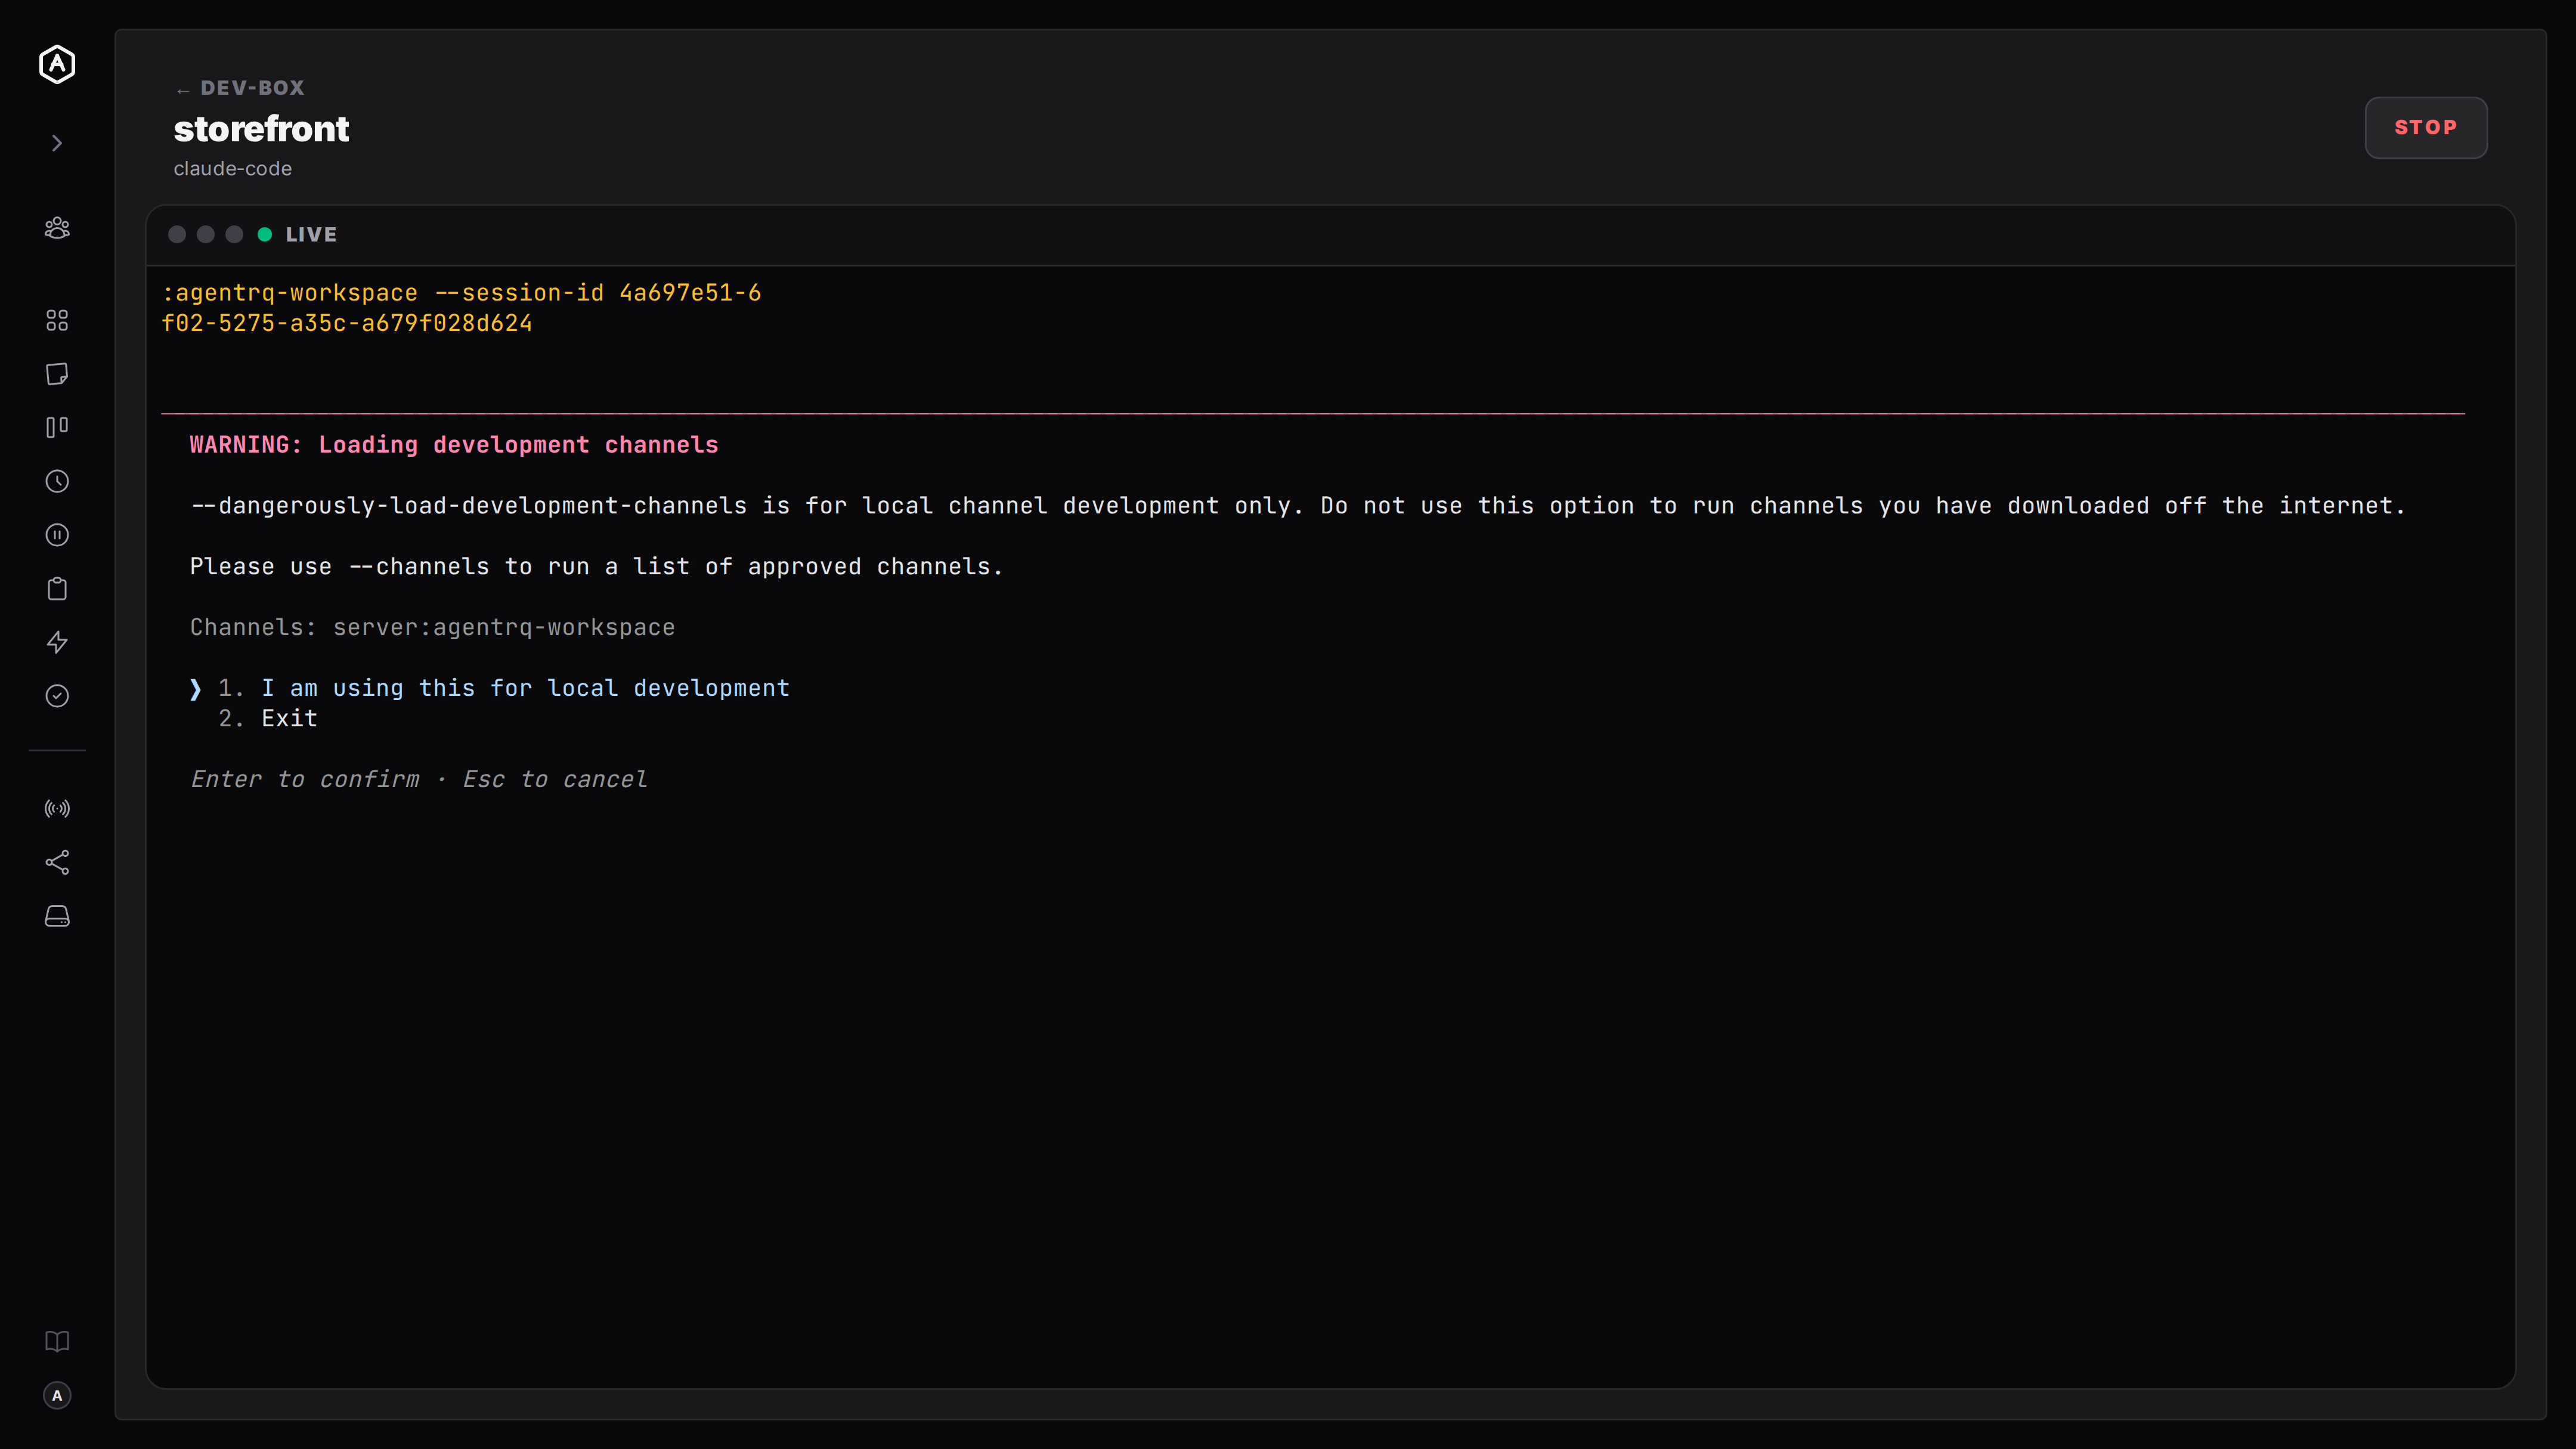 ← DEV-BOX
storefront
claude-code
STOP
LIVE
:agentrq-workspace --session-id 4a697e51-6
f02-5275-a35c-a679f028d624
WARNING: Loading development channels
--dangerously-load-development-channels is for local channel development only. Do not use this option to run channels you have downloaded off the internet.
Please use --channels to run a list of approved channels.
Channels: server:agentrq-workspace
❯ 1. I am using this for local development
2. Exit
Enter to confirm · Esc to cancel
A